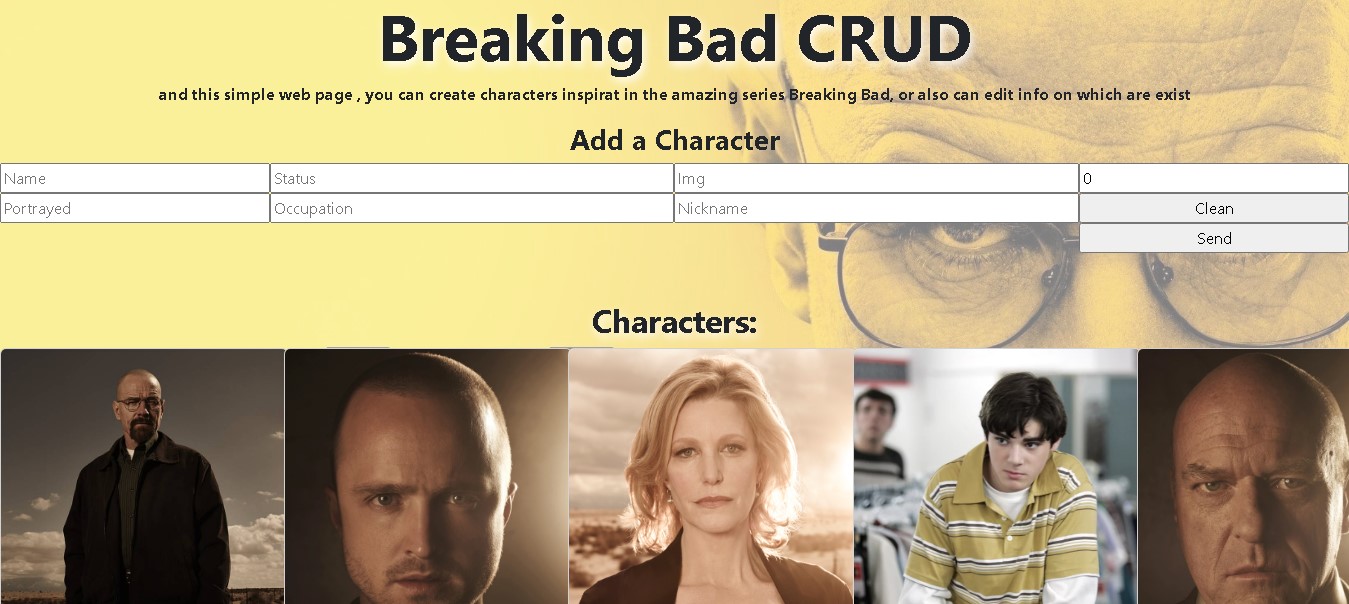 Breaking Bad CRUD
and this simple web page , you can create characters inspirat in the amazing series Breaking Bad, or also can edit info on which are exist
Add a Character
Name Status Img 0
Portrayed Occupation Nickname Clean
Send
Characters: